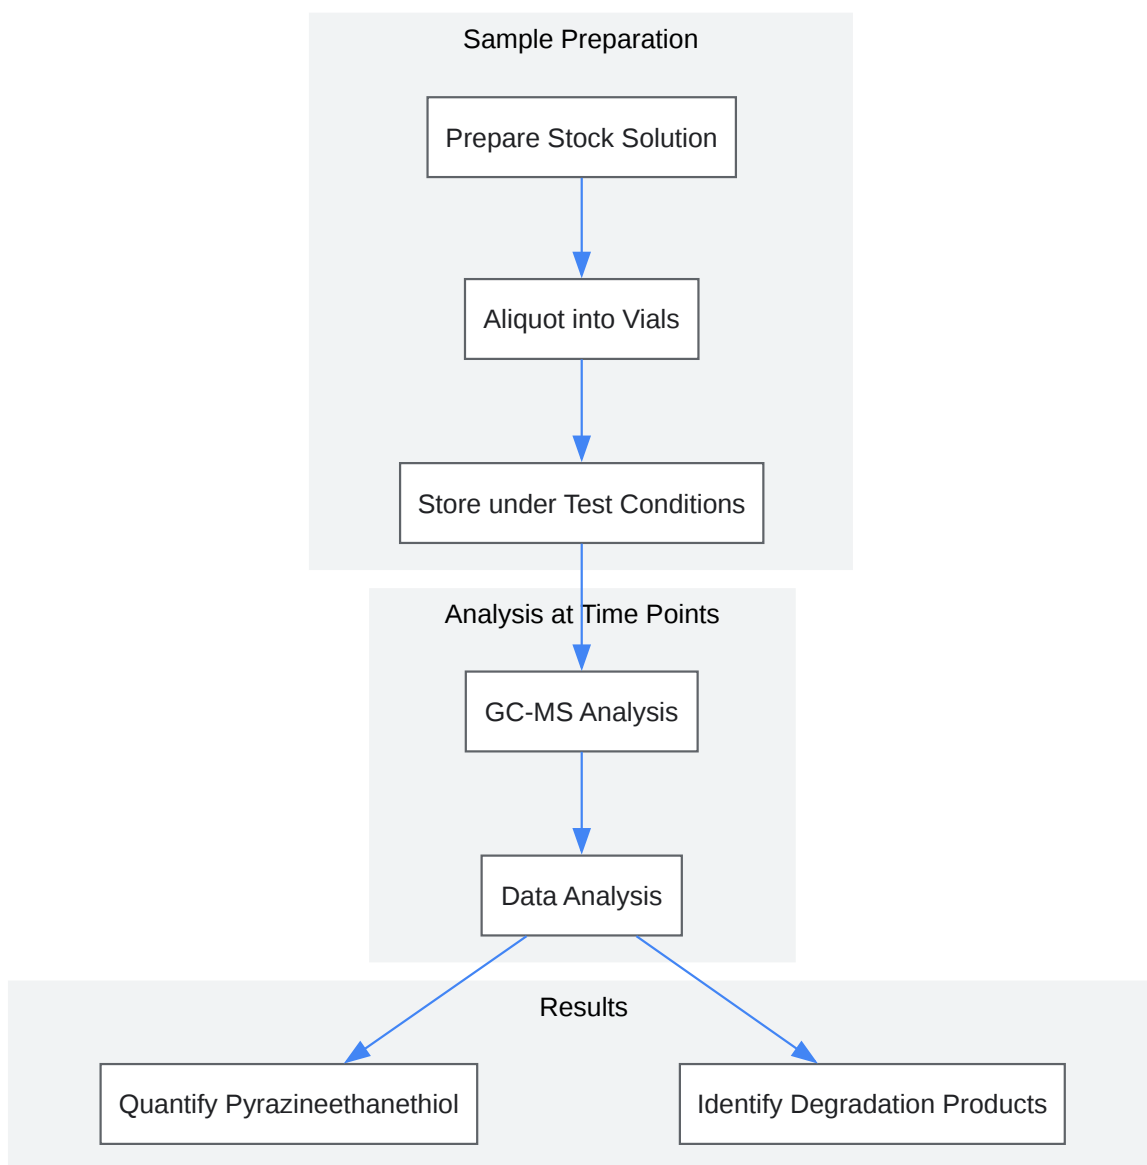 Sample Preparation
Prepare Stock Solution
Aliquot into Vials
Store under Test Conditions
Analysis at Time Points
GC-MS Analysis
Data Analysis
Results
Quantify Pyrazineethanethiol
Identify Degradation Products